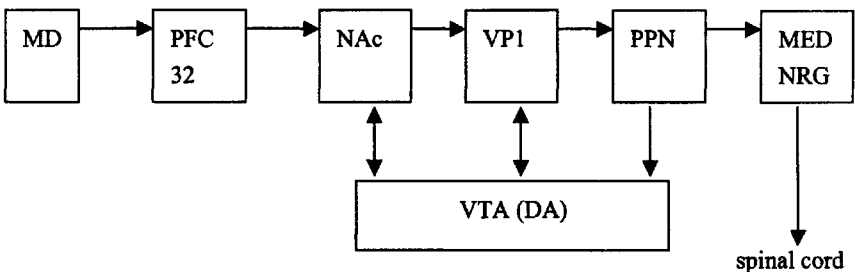 MD
PFC
32
NAc
VP1
PPN
MED
NRG
VTA (DA)
spinal cord